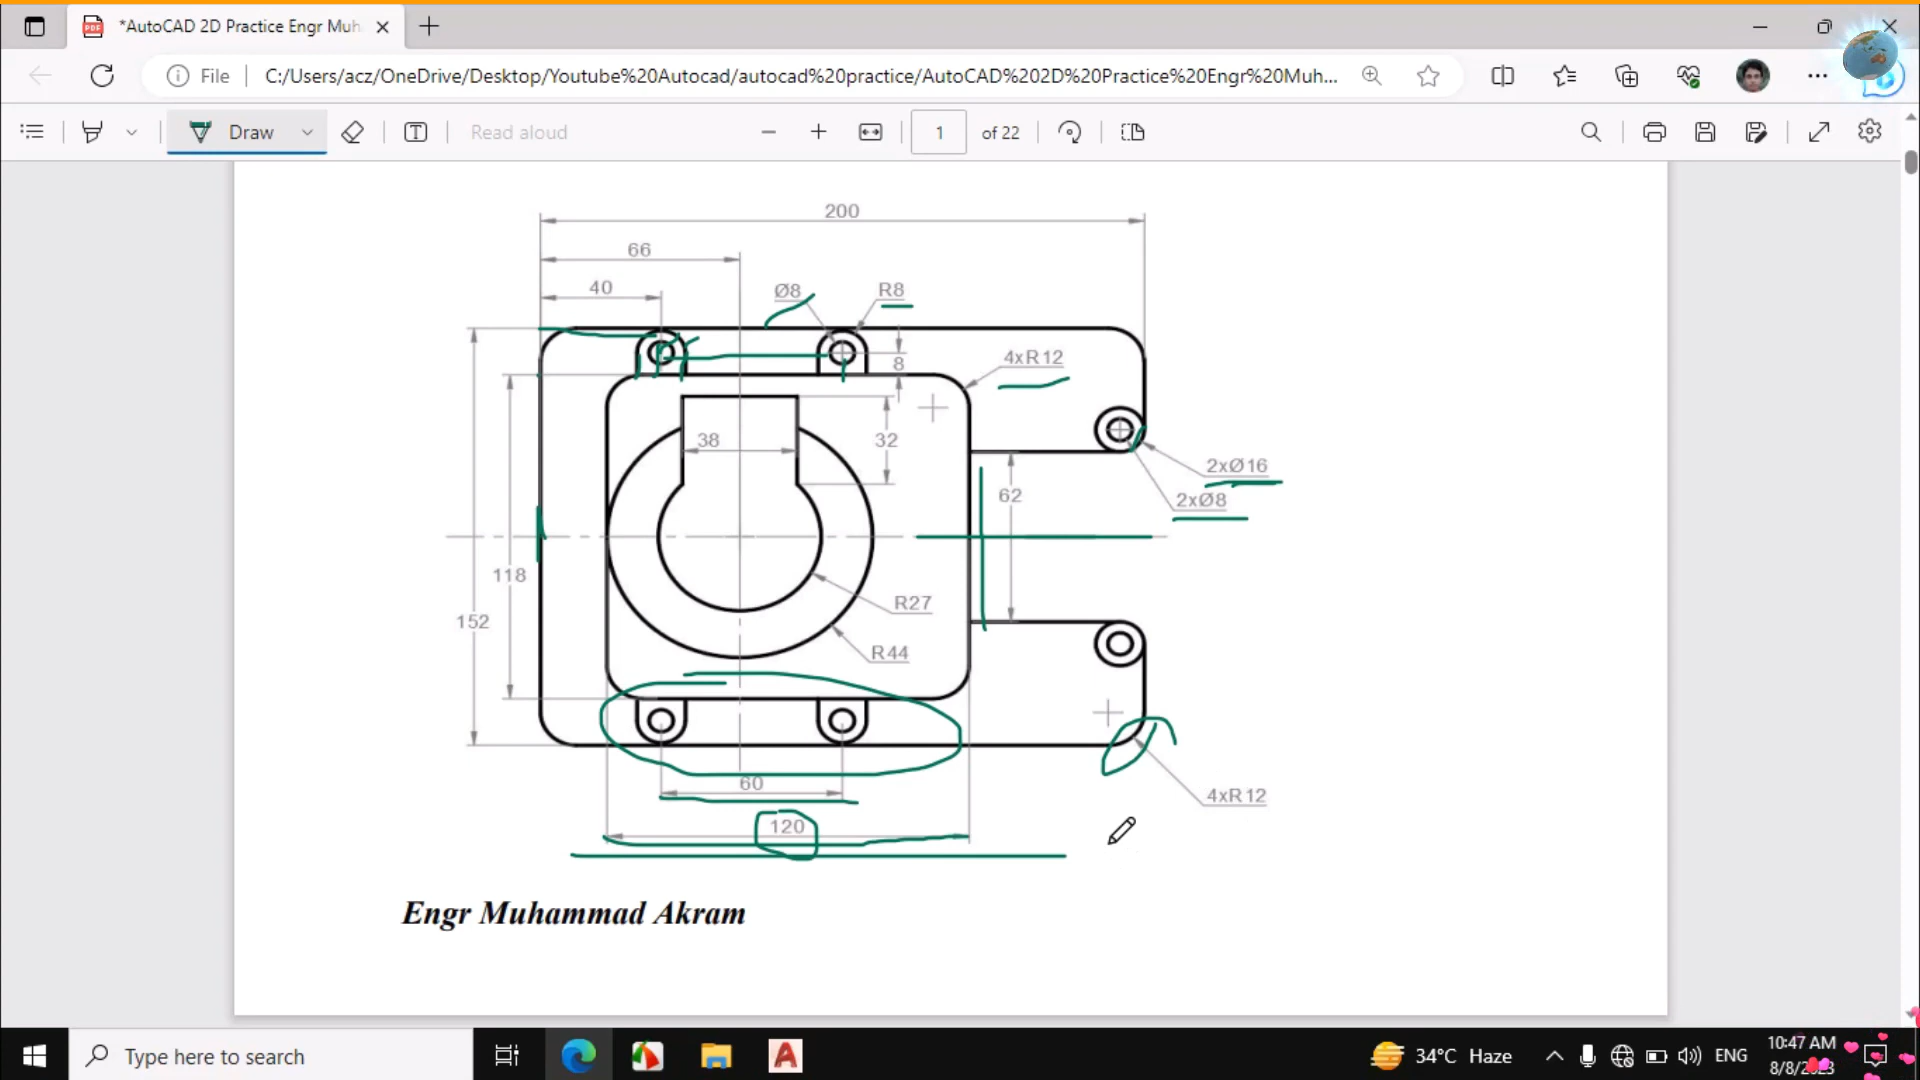 *AutoCAD 2D Practice Engr Muh
File
C:/Users/acz/OneDrive/Desktop/Youtube%20Autocad/autocad%20practice/AutoCAD%202D%20Practice%20Engr%20Muh...
Draw
Read aloud
1
of 22
200
66
40
Ø8
R8
8
4xR12
38
32
2xØ16
62
2xØ8
118
R27
152
R44
60
4xR12
120
Engr Muhammad Akram
Type here to search
34°C Haze
ENG
10:47 AM
8/8/2023